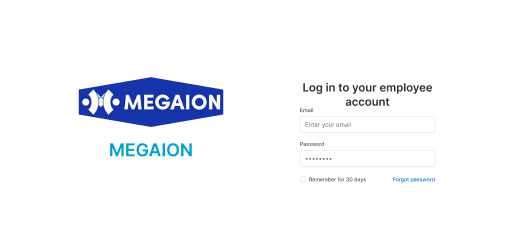 MEGAION
MEGAION
Log in to your employee
account
Email
Enter your email
Password
••••••••
Remember for 30 days
Forgot password